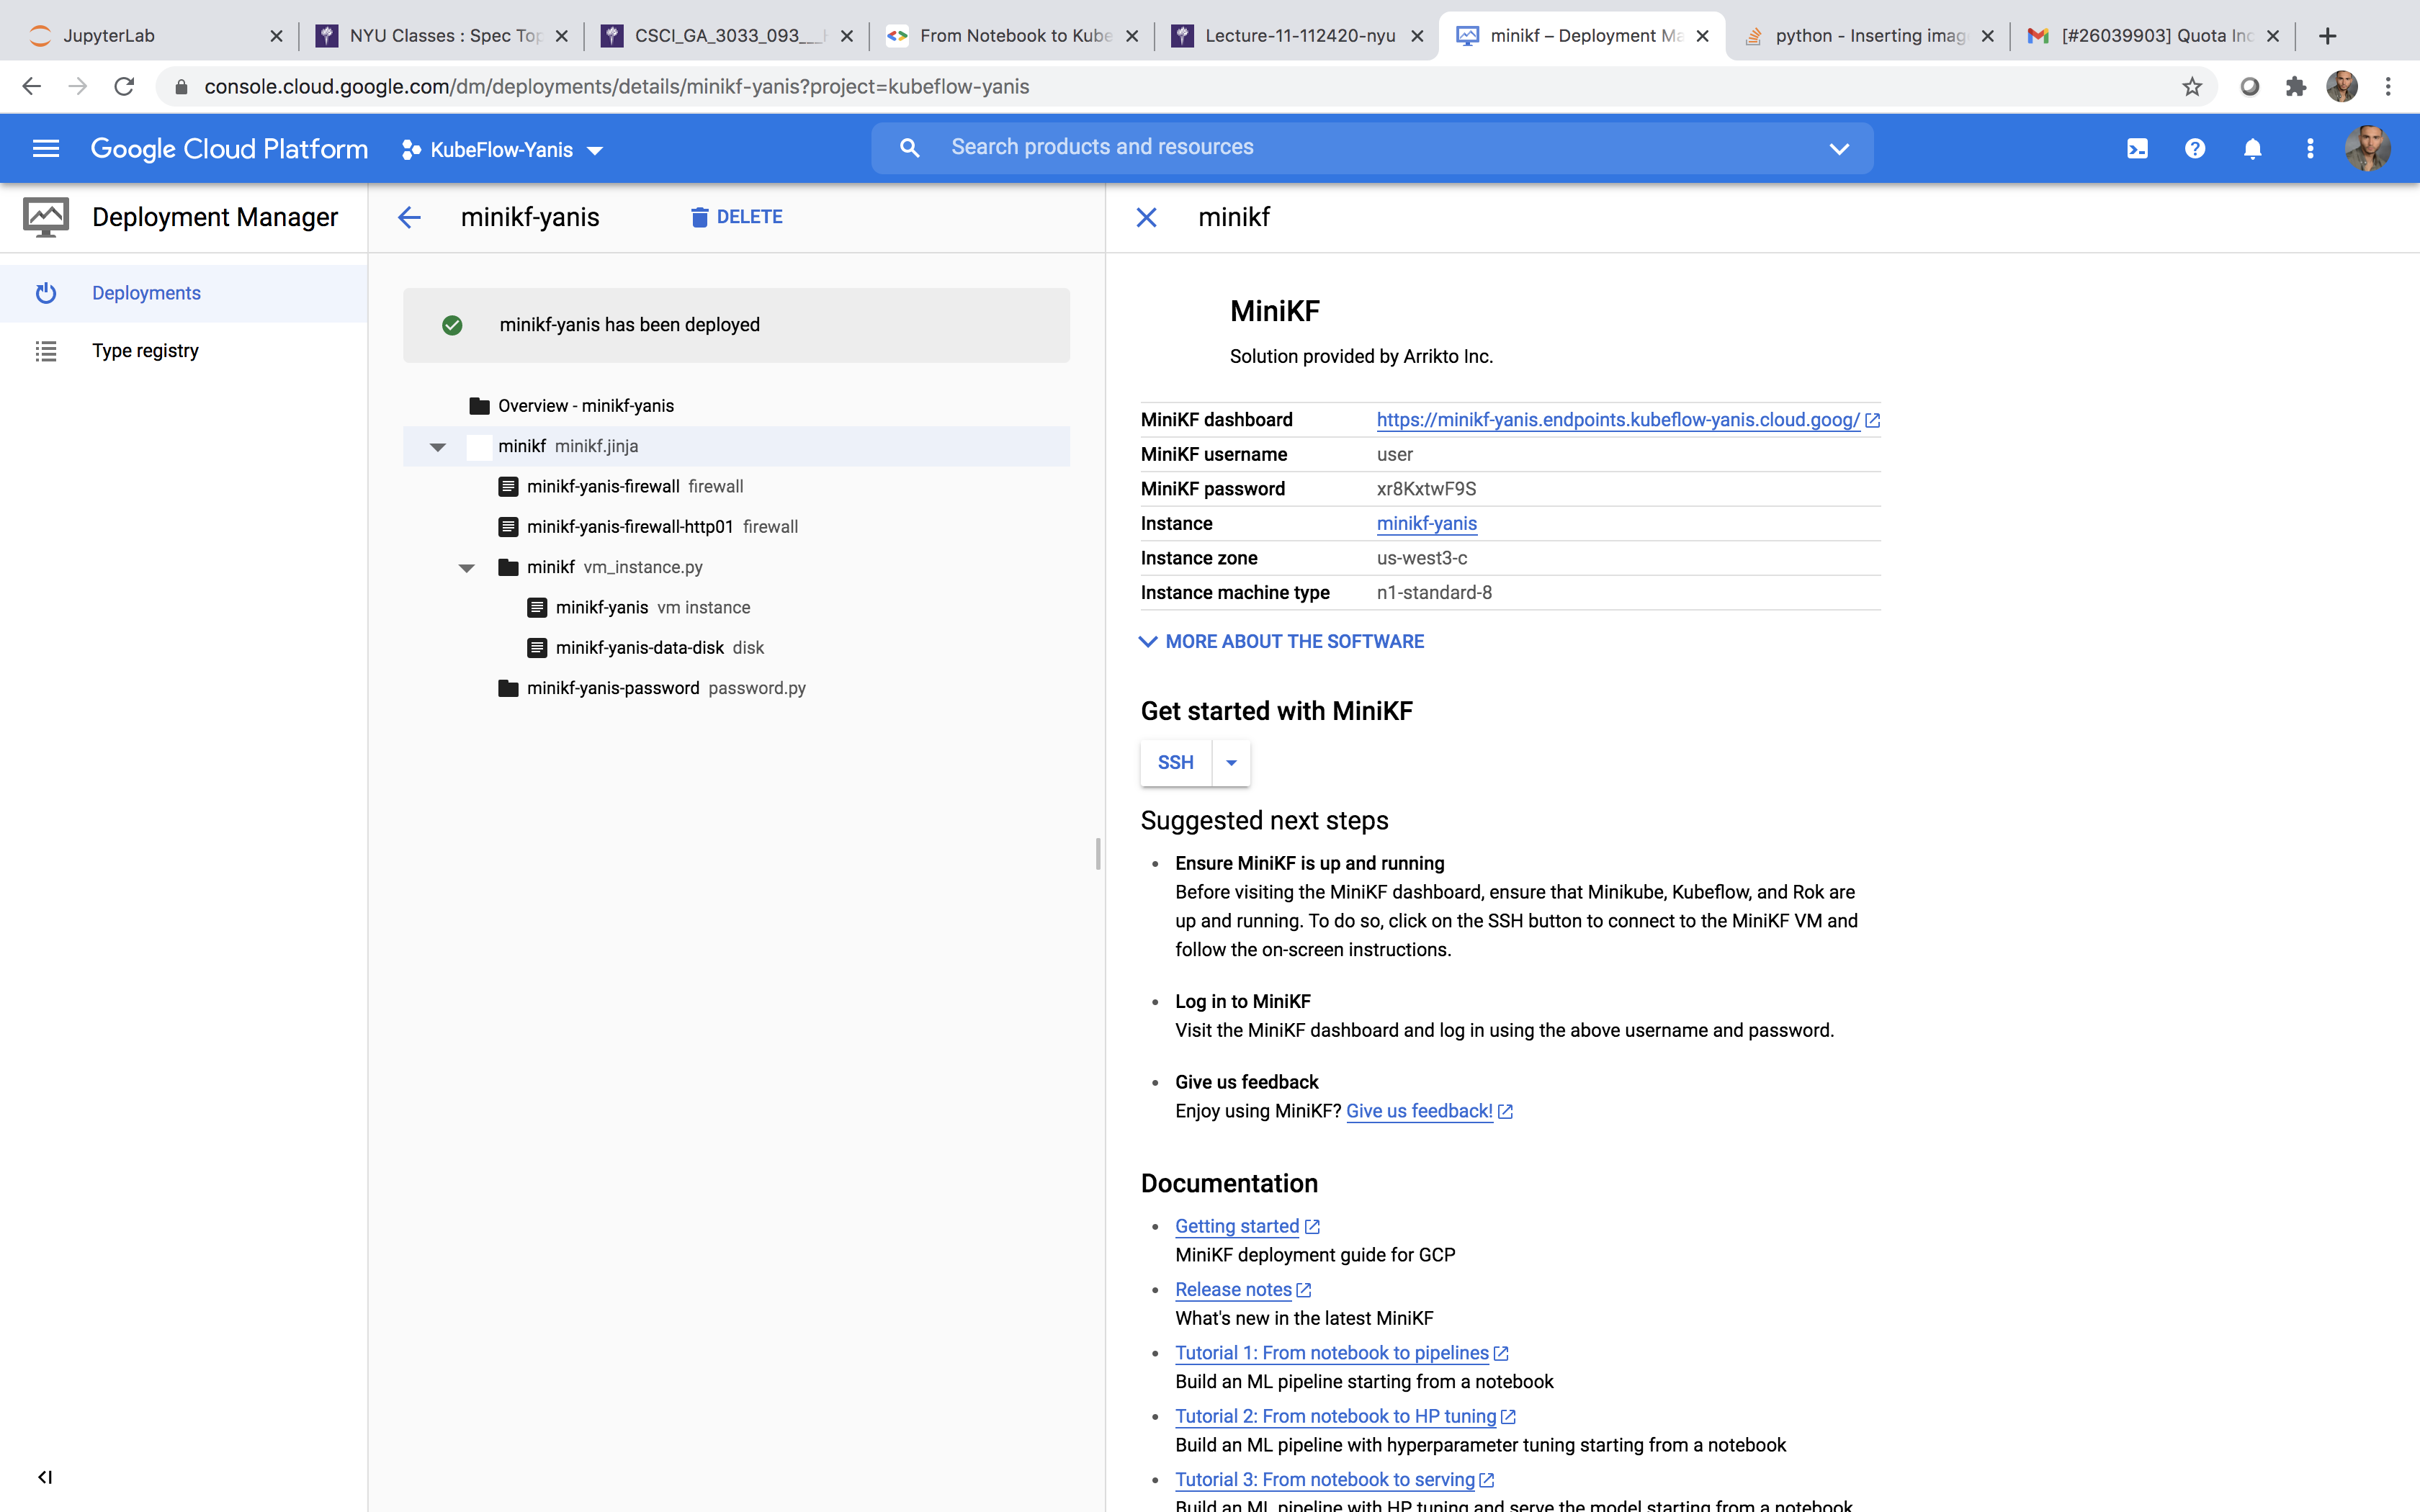 JupyterLab
NYU Classes : Spec Top
CSCI_GA_3033_093__
From Notebook to Kube
Lecture-11-112420-nyu
minikf – Deployment Ma
python - Inserting imag
[#26039903] Quota Inc
console.cloud.google.com/dm/deployments/details/minikf-yanis?project=kubeflow-yanis
Google Cloud Platform
KubeFlow-Yanis
Search products and resources
Deployment Manager
Deployments
Type registry
minikf-yanis
DELETE
minikf-yanis has been deployed
Overview - minikf-yanis
minikf minikf.jinja
minikf-yanis-firewall firewall
minikf-yanis-firewall-http01 firewall
minikf vm_instance.py
minikf-yanis vm instance
minikf-yanis-data-disk disk
minikf-yanis-password password.py
minikf
MiniKF
Solution provided by Arrikto Inc.
MiniKF dashboard https://minikf-yanis.endpoints.kubeflow-yanis.cloud.goog/
MiniKF username user
MiniKF password xr8KxtwF9S
Instance minikf-yanis
Instance zone us-west3-c
Instance machine type n1-standard-8
MORE ABOUT THE SOFTWARE
Get started with MiniKF
SSH
Suggested next steps
• Ensure MiniKF is up and running
Before visiting the MiniKF dashboard, ensure that Minikube, Kubeflow, and Rok are
up and running. To do so, click on the SSH button to connect to the MiniKF VM and
follow the on-screen instructions.
• Log in to MiniKF
Visit the MiniKF dashboard and log in using the above username and password.
• Give us feedback
Enjoy using MiniKF? Give us feedback!
Documentation
• Getting started
MiniKF deployment guide for GCP
• Release notes
What's new in the latest MiniKF
• Tutorial 1: From notebook to pipelines
Build an ML pipeline starting from a notebook
• Tutorial 2: From notebook to HP tuning
Build an ML pipeline with hyperparameter tuning starting from a notebook
• Tutorial 3: From notebook to serving
Build an ML pipeline with HP tuning and serve the model starting from a notebook